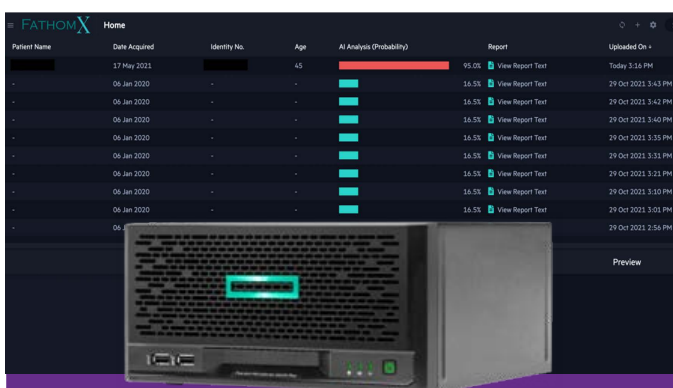 ≡ FATHOMX Home
Patient Name Date Acquired Identity No. Age AI Analysis (Probability) Report Uploaded On
17 May 2021 45 95.0% View Report Text Today 3:16 PM
- 06 Jan 2020 - - 16.5% View Report Text 29 Oct 2021 3:43 PM
- 06 Jan 2020 - - 16.5% View Report Text 29 Oct 2021 3:42 PM
- 06 Jan 2020 - - 16.5% View Report Text 29 Oct 2021 3:40 PM
- 06 Jan 2020 - - 16.5% View Report Text 29 Oct 2021 3:35 PM
- 06 Jan 2020 - - 16.5% View Report Text 29 Oct 2021 3:31 PM
- 06 Jan 2020 - - 16.5% View Report Text 29 Oct 2021 3:21 PM
- 06 Jan 2020 - - 16.5% View Report Text 29 Oct 2021 3:10 PM
- 06 Jan 2020 - - 16.5% View Report Text 29 Oct 2021 3:01 PM
- 06 29 Oct 2021 2:56 PM
Preview